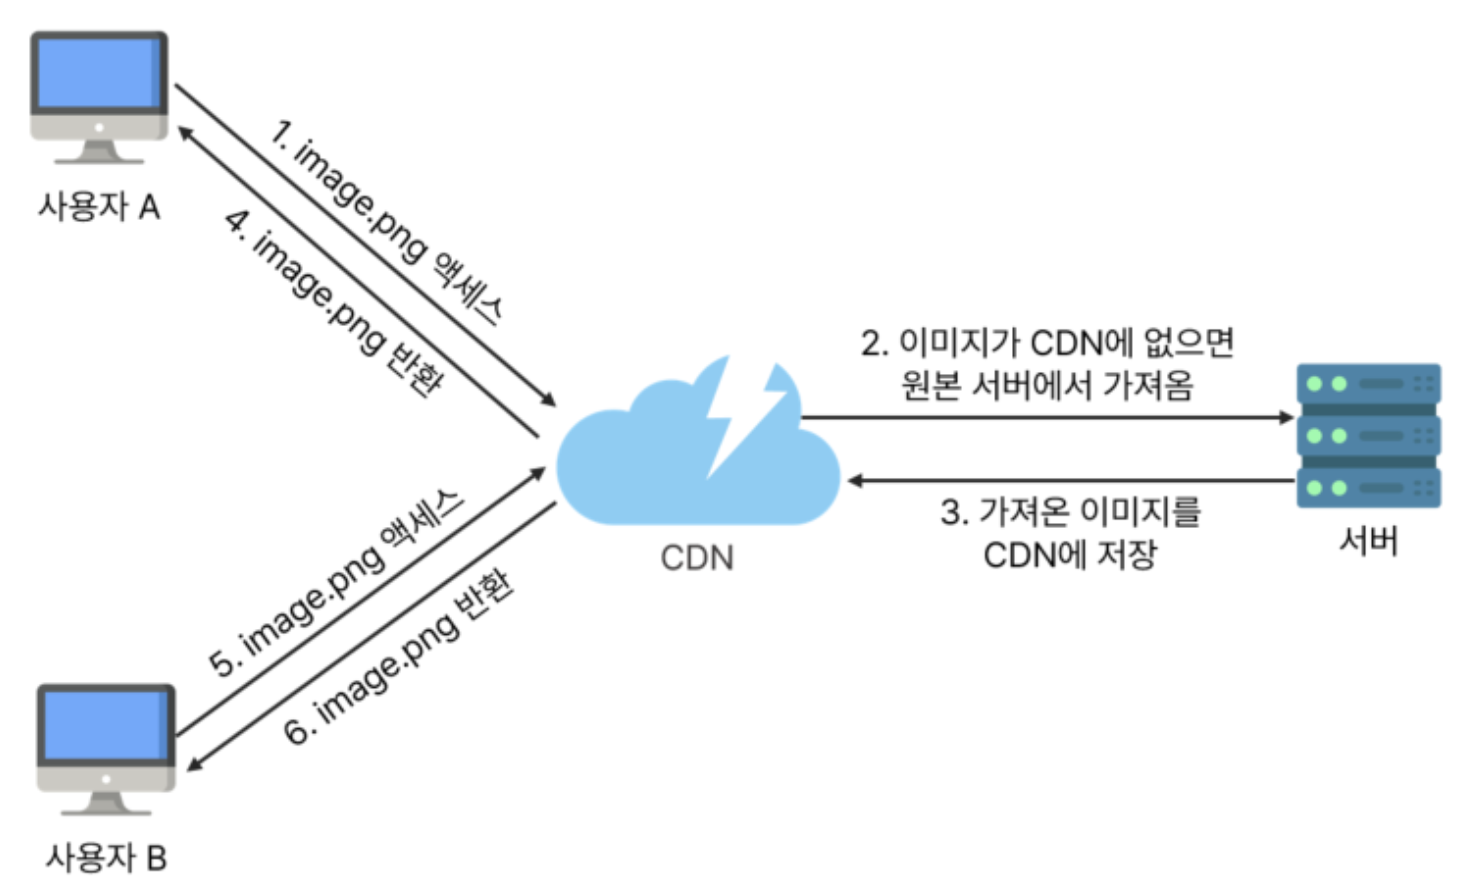 사용자 A
1. image.png 액세스
4. image.png 반환
2. 이미지가 CDN에 없으면
원본 서버에서 가져옴
3. 가져온 이미지를
CDN에 저장
서버
CDN
5. image.png 액세스
6. image.png 반환
사용자 B